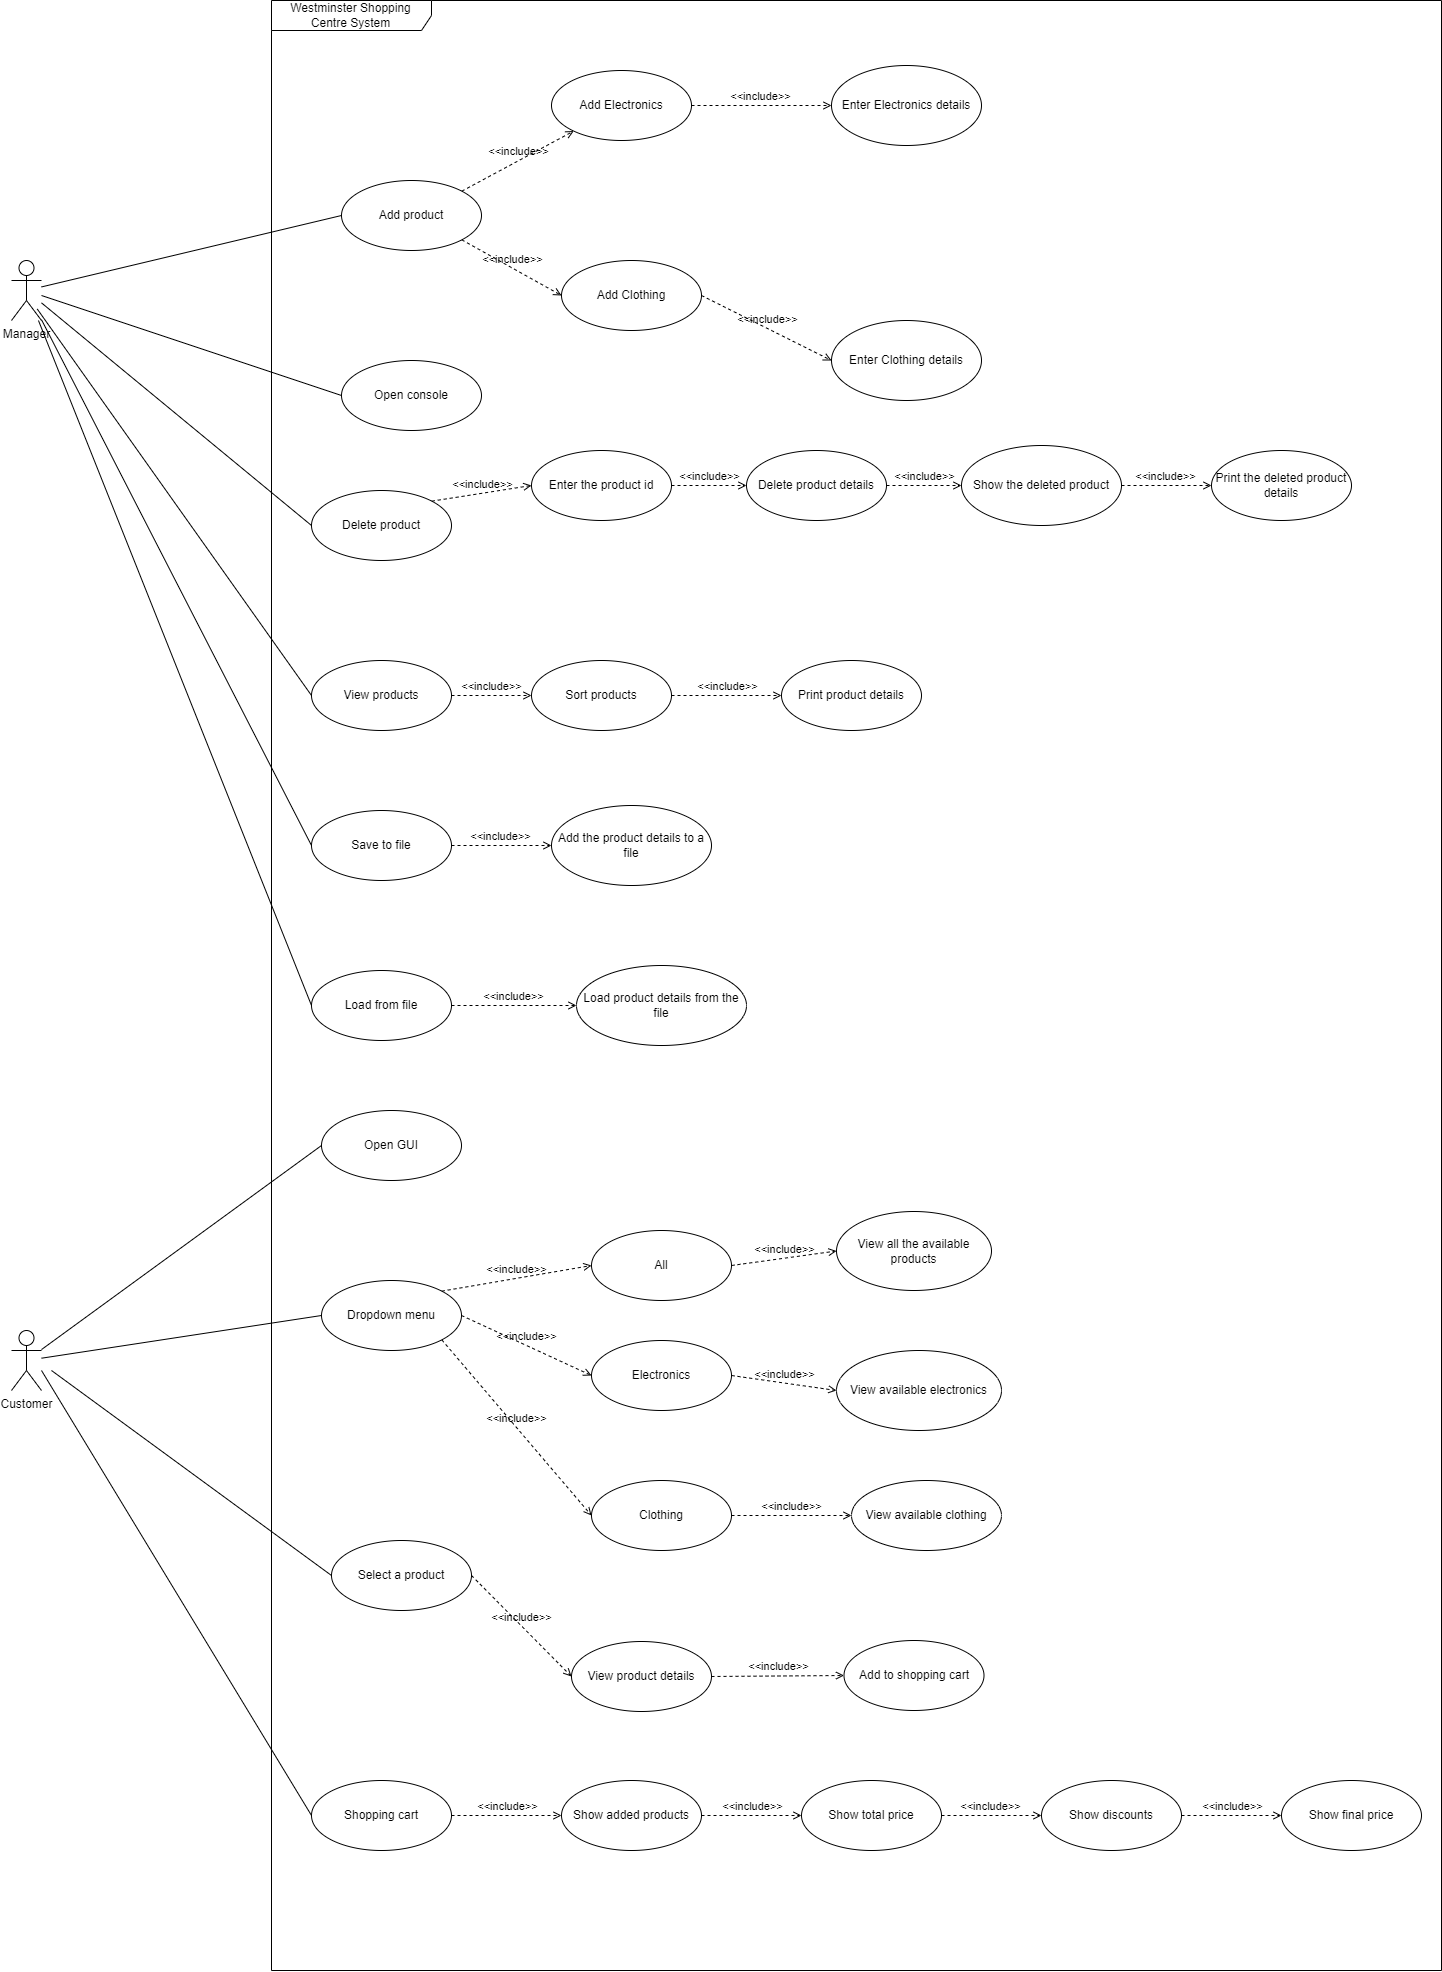 Westminster Shopping
Centre System
Add Electronics
<<include>>
Enter Electronics details
<<include>>
Add product
<<include>>
Add Clothing
<<include>>
Enter Clothing details
Manager
Open console
Delete product
<<include>>
Enter the product id
<<include>>
Delete product details
<<include>>
Show the deleted product
<<include>>
Print the deleted product
details
View products
<<include>>
Sort products
<<include>>
Print product details
Save to file
<<include>>
Add the product details to a
file
Load from file
<<include>>
Load product details from the
file
Open GUI
Customer
Dropdown menu
<<include>>
All
<<include>>
View all the available
products
<<include>>
Electronics
<<include>>
View available electronics
<<include>>
Clothing
<<include>>
View available clothing
Select a product
<<include>>
View product details
<<include>>
Add to shopping cart
Shopping cart
<<include>>
Show added products
<<include>>
Show total price
<<include>>
Show discounts
<<include>>
Show final price